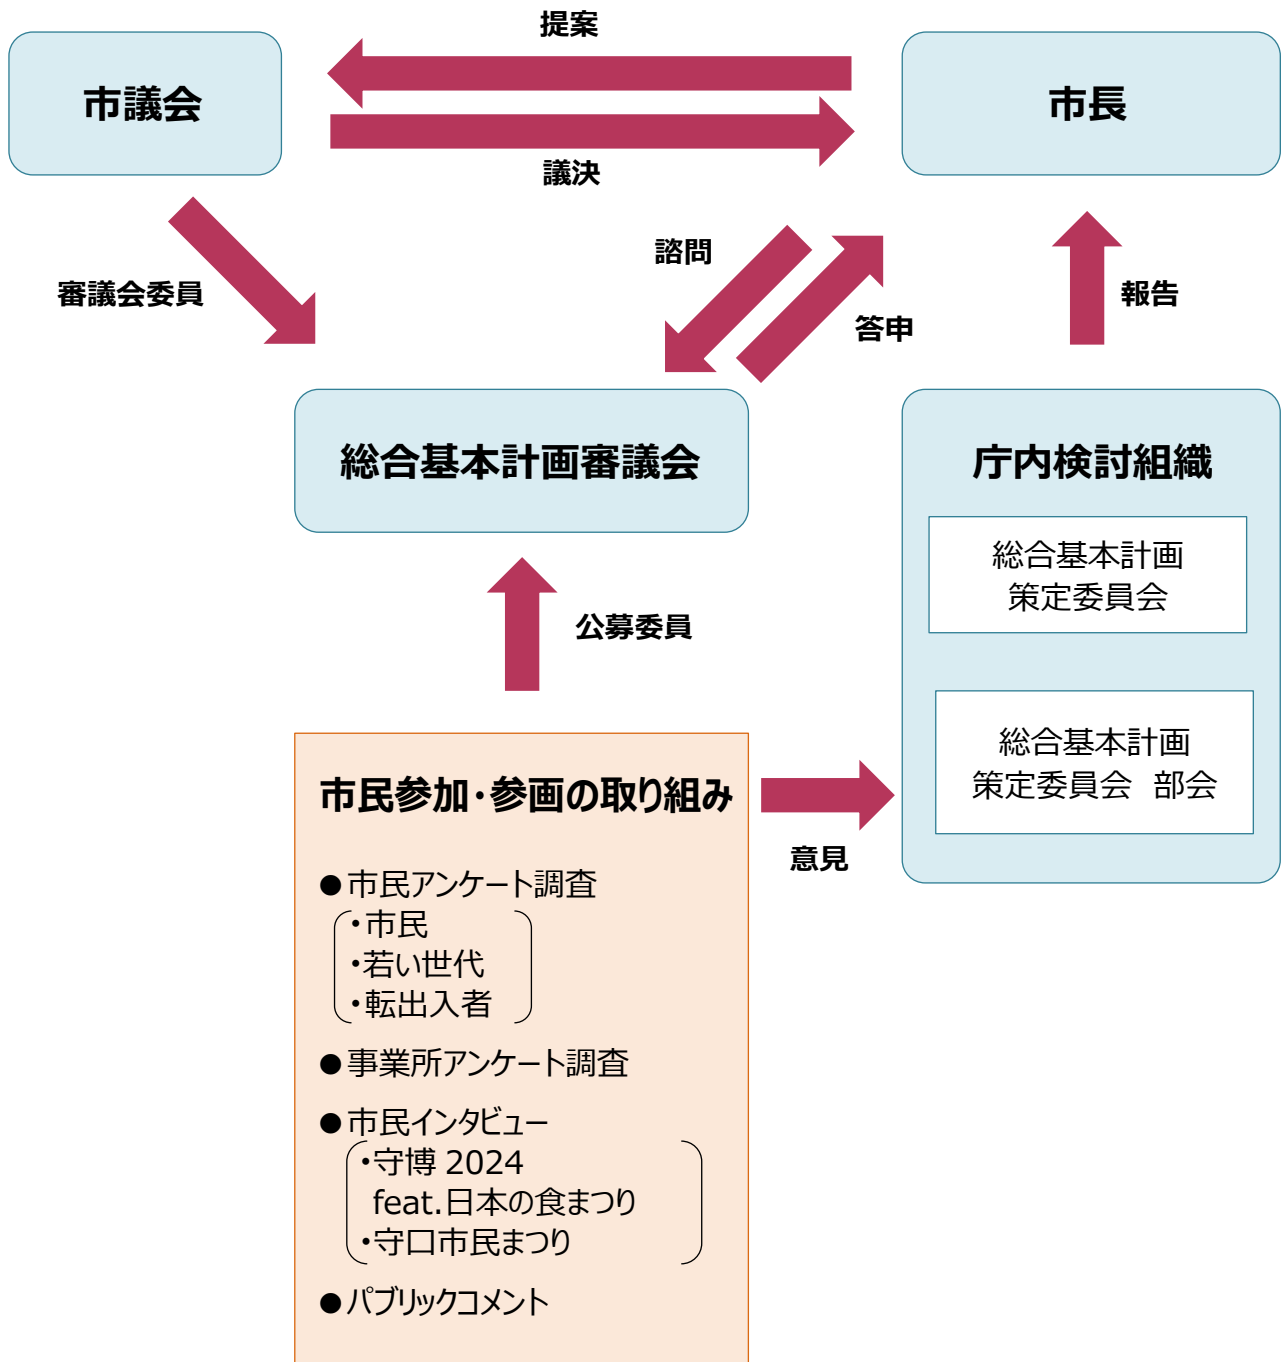 提案
市議会
市長
議決
諮問
審議会委員
報告
答申
総合基本計画審議会
庁内検討組織
総合基本計画
策定委員会
公募委員
総合基本計画
策定委員会 部会
市民参加・参画の取り組み
意見
●市民アンケート調査
・市民
・若い世代
・転出入者
●事業所アンケート調査
●市民インタビュー
・守博 2024
feat.日本の食まつり
・守口市民まつり
●パブリックコメント